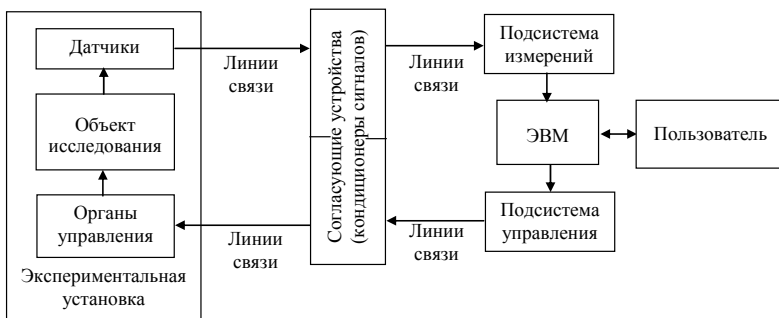 Датчики
Объект
исследования
Органы
управления
Экспериментальная
установка
Линии
связи
Линии
связи
Согласующие устройства
(кондиционеры сигналов)
Линии
связи
Линии
связи
Подсистема
измерений
ЭВМ
Пользователь
Подсистема
управления